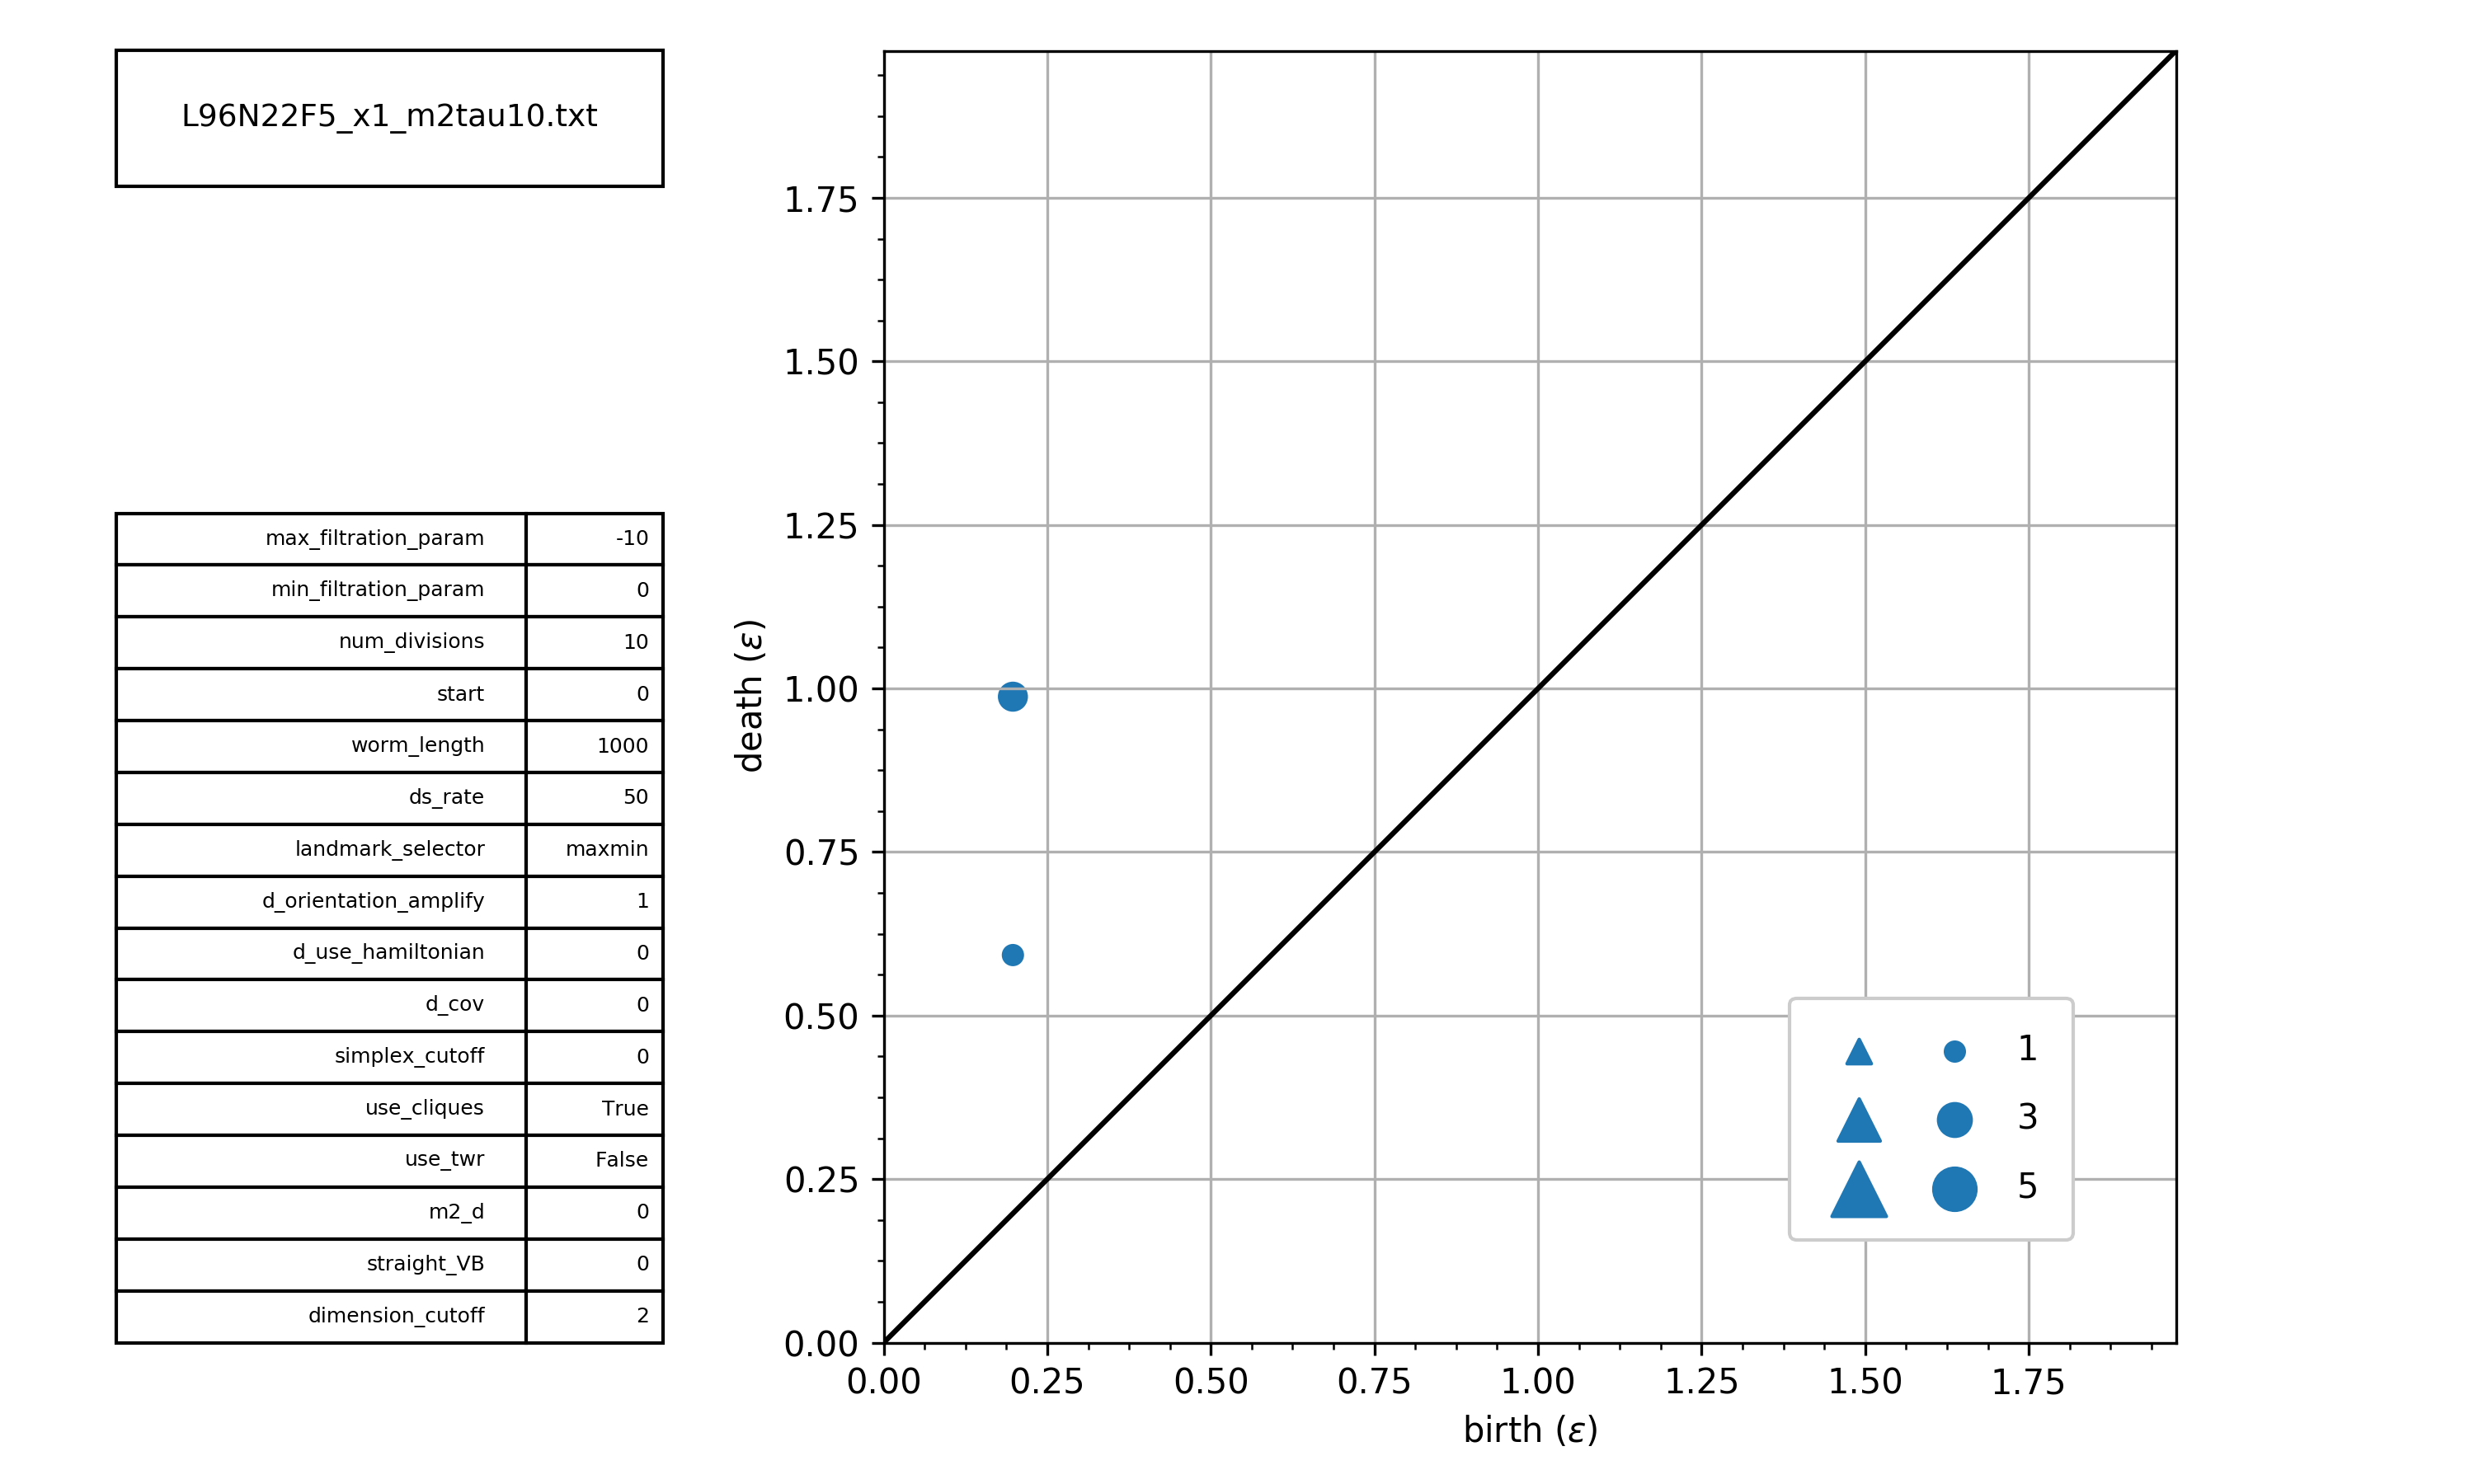 L96N22F5_x1_m2tau10.txt
max_filtration_param -10
min_filtration_param 0
num_divisions 10
start 0
worm_length 1000
ds_rate 50
landmark_selector maxmin
d_orientation_amplify 1
d_use_hamiltonian 0
d_cov 0
simplex_cutoff 0
use_cliques True
use_twr False
m2_d 0
straight_VB 0
dimension_cutoff 2
death (ε)
1.75
1.50
1.25
1.00
0.75
0.50
0.25
0.00
0.00 0.25 0.50 0.75 1.00 1.25 1.50 1.75
birth (ε)
1
3
5